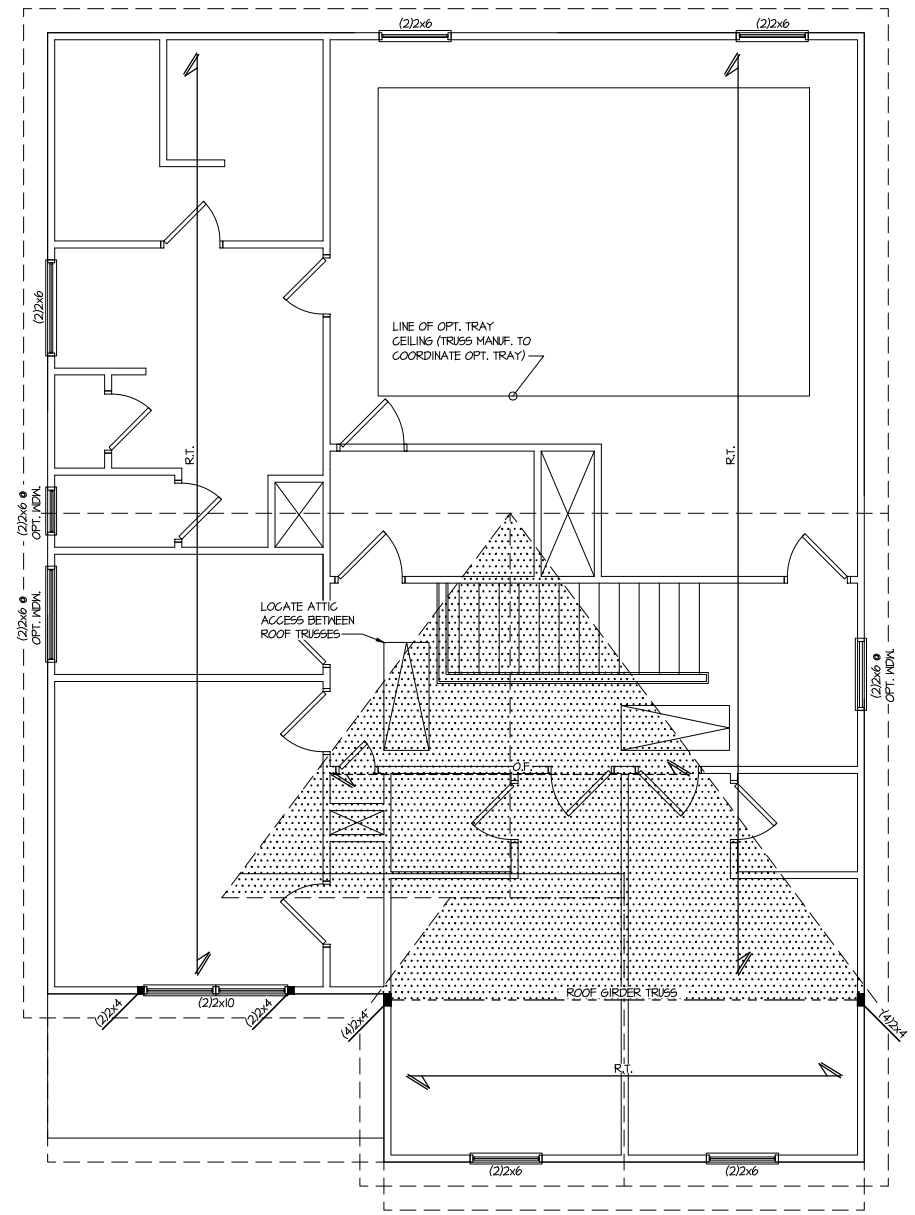 (2)2x6
(2)2x6
LINE OF OPT. TRAY
CEILING (TRUSS MANUF. TO
COORDINATE OPT. TRAY)
(2)2x6
R.T.
R.T.
(2)2x6 @
OPT. WDW.
(2)2x6 @
OPT. WDW.
LOCATE ATTIC
ACCESS BETWEEN
ROOF TRUSSES
(2)2x6 @
OPT. WDW.
O.F.
ROOF GIRDER TRUSS
(2)2x4
(2)2x10
(2)2x4
(4)2x4
(4)2x4
R.T.
(2)2x6
(2)2x6